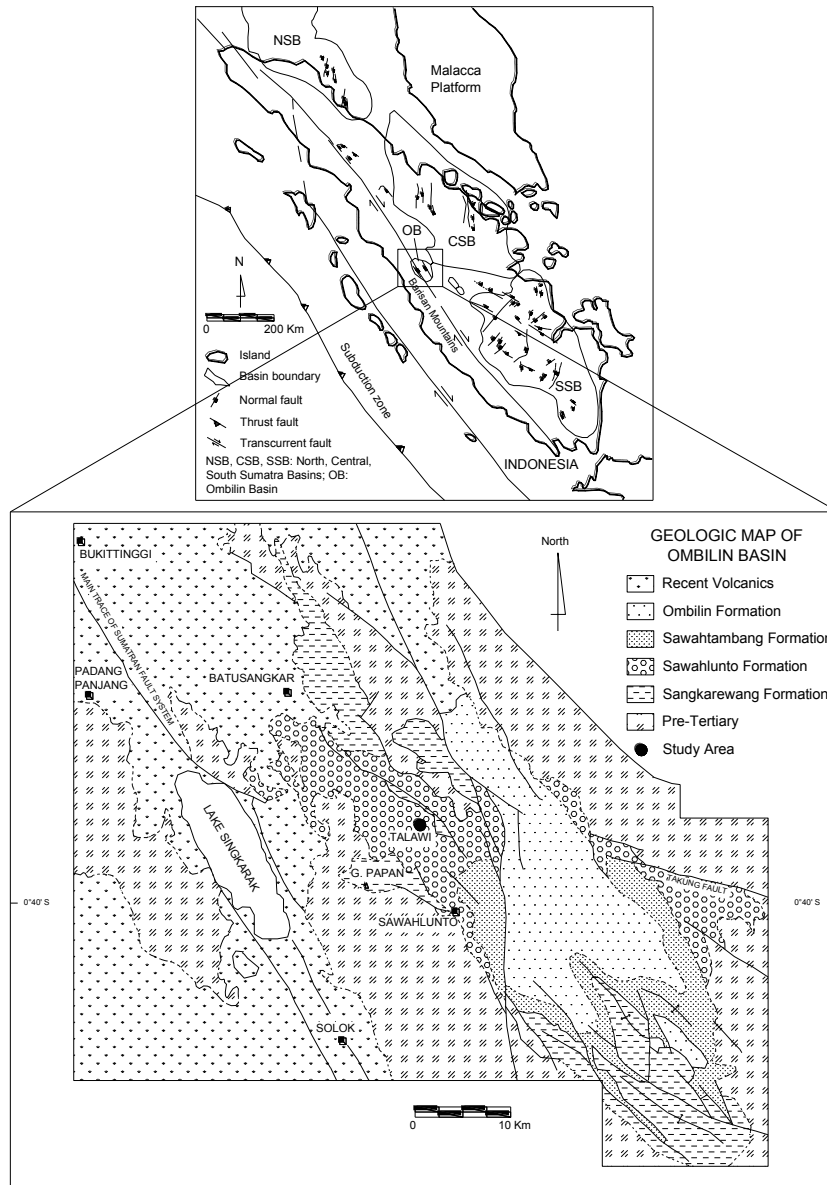 NSB
Malacca
Platform
OB
CSB
N
0 200 Km
Barisan Mountains
Subduction zone
SSB
INDONESIA
Island
Basin boundary
Normal fault
Thrust fault
Transcurrent fault
NSB, CSB, SSB: North, Central,
South Sumatra Basins; OB:
Ombilin Basin
BUKITTINGGI
North
GEOLOGIC MAP OF
OMBILIN BASIN
Recent Volcanics
Ombilin Formation
Sawahtambang Formation
Sawahlunto Formation
Sangkarewang Formation
Pre-Tertiary
Study Area
MAIN TRACE OF SUMATRAN FAULT SYSTEM
PADANG
PANJANG
BATUSANGKAR
LAKE SINGKARAK
TALAWI
G. PAPAN
TAKUNG FAULT
0°40' S
0°40' S
SAWAHLUNTO
SOLOK
0 10 Km